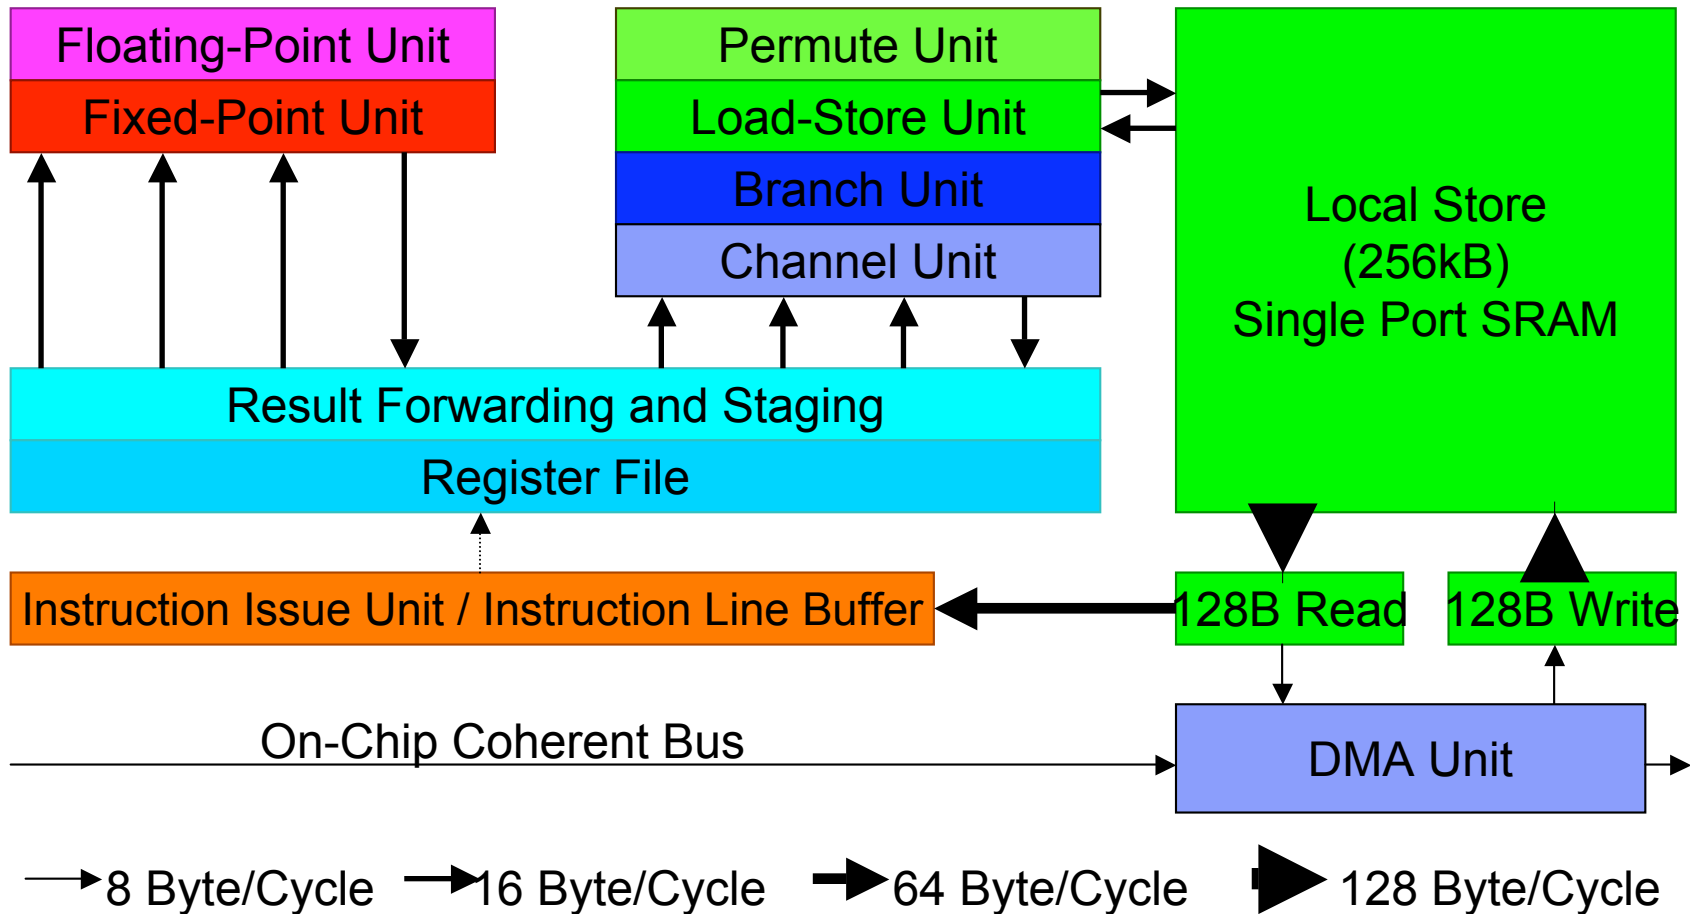 Floating-Point Unit
Fixed-Point Unit
Permute Unit
Load-Store Unit
Branch Unit
Channel Unit
Local Store
(256kB)
Single Port SRAM
Result Forwarding and Staging
Register File
Instruction Issue Unit / Instruction Line Buffer
128B Read
128B Write
On-Chip Coherent Bus
DMA Unit
8 Byte/Cycle
16 Byte/Cycle
64 Byte/Cycle
128 Byte/Cycle